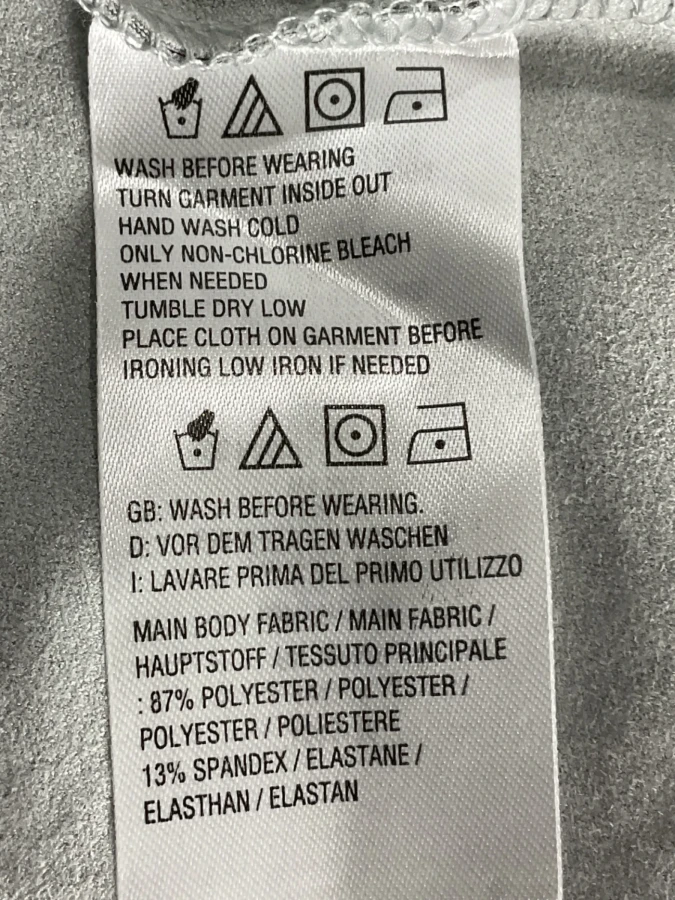 WASH BEFORE WEARING
TURN GARMENT INSIDE OUT
HAND WASH COLD
ONLY NON-CHLORINE BLEACH
WHEN NEEDED
TUMBLE DRY LOW
PLACE CLOTH ON GARMENT BEFORE
IRONING LOW IRON IF NEEDED
GB: WASH BEFORE WEARING.
D: VOR DEM TRAGEN WASCHEN
I: LAVARE PRIMA DEL PRIMO UTILIZZO
MAIN BODY FABRIC / MAIN FABRIC /
HAUPTSTOFF / TESSUTO PRINCIPALE
: 87% POLYESTER / POLYESTER /
POLYESTER / POLIESTERE
13% SPANDEX / ELASTANE /
ELASTHAN / ELASTAN